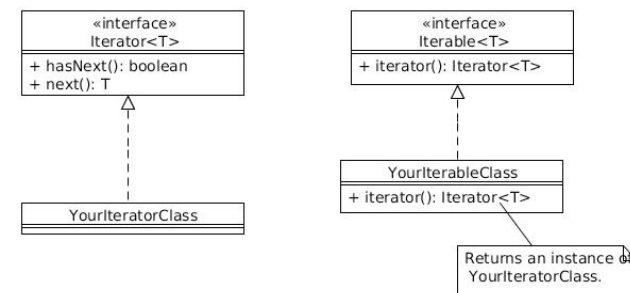 «interface»
Iterator<T>
+ hasNext(): boolean
+ next(): T
YourIteratorClass
«interface»
Iterable<T>
+ iterator(): Iterator<T>
YourIterableClass
+ iterator(): Iterator<T>
Returns an instance
YourIteratorClass.